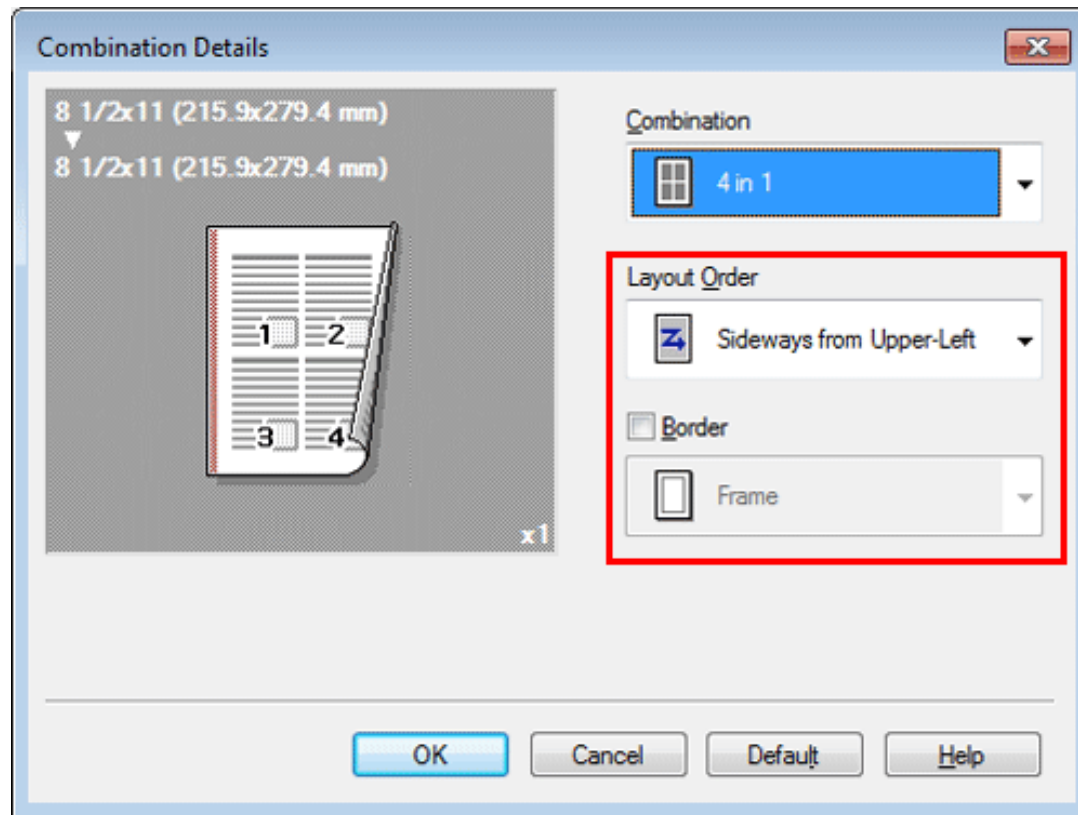 Combination Details
8 1/2x11 (215.9x279.4 mm)
8 1/2x11 (215.9x279.4 mm)
1 2
3 4
x1
Combination
4 in 1
Layout Order
Sideways from Upper-Left
Border
Frame
OK Cancel Default Help